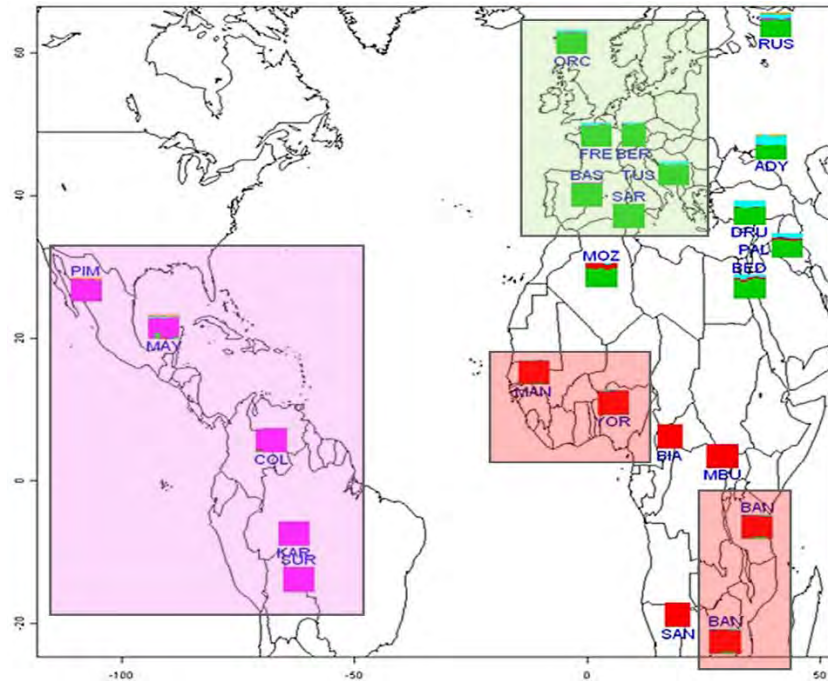 60
RUS
ORC
FRE BER
ADY
40
BAS TUS
SAR
DRU
PAL
MOZ BED
PIM
20
MAY
MAN
YOR
COL BIA
MBU
0
BAN
KAR
SUR
-20
SAN BAN
-100 -50 0 50